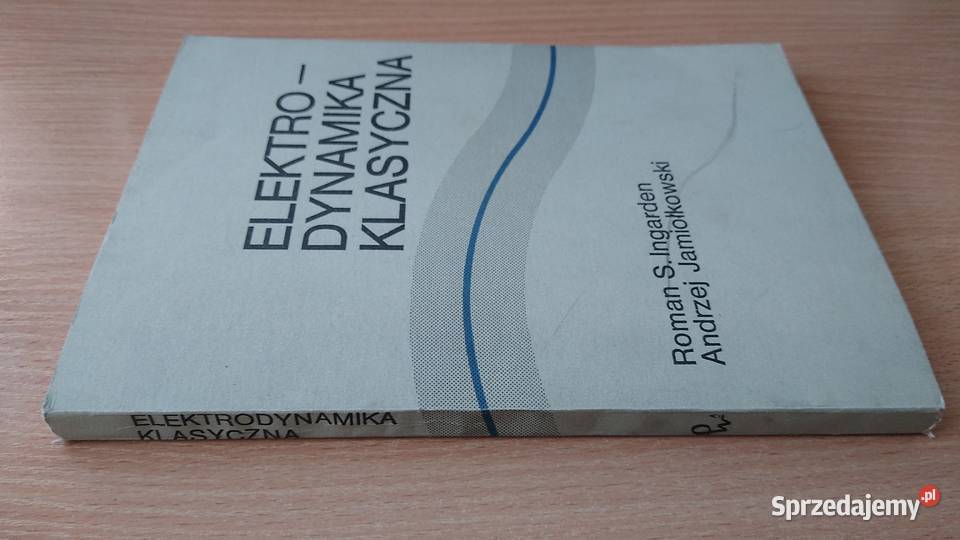 ELEKTRO –
DYNAMIKA
KLASYCZNA
Roman S. Ingarden
Andrzej Jamiołkowski
ELEKTRODYNAMIKA
KLASYCZNA
Sprzedajemy.pl